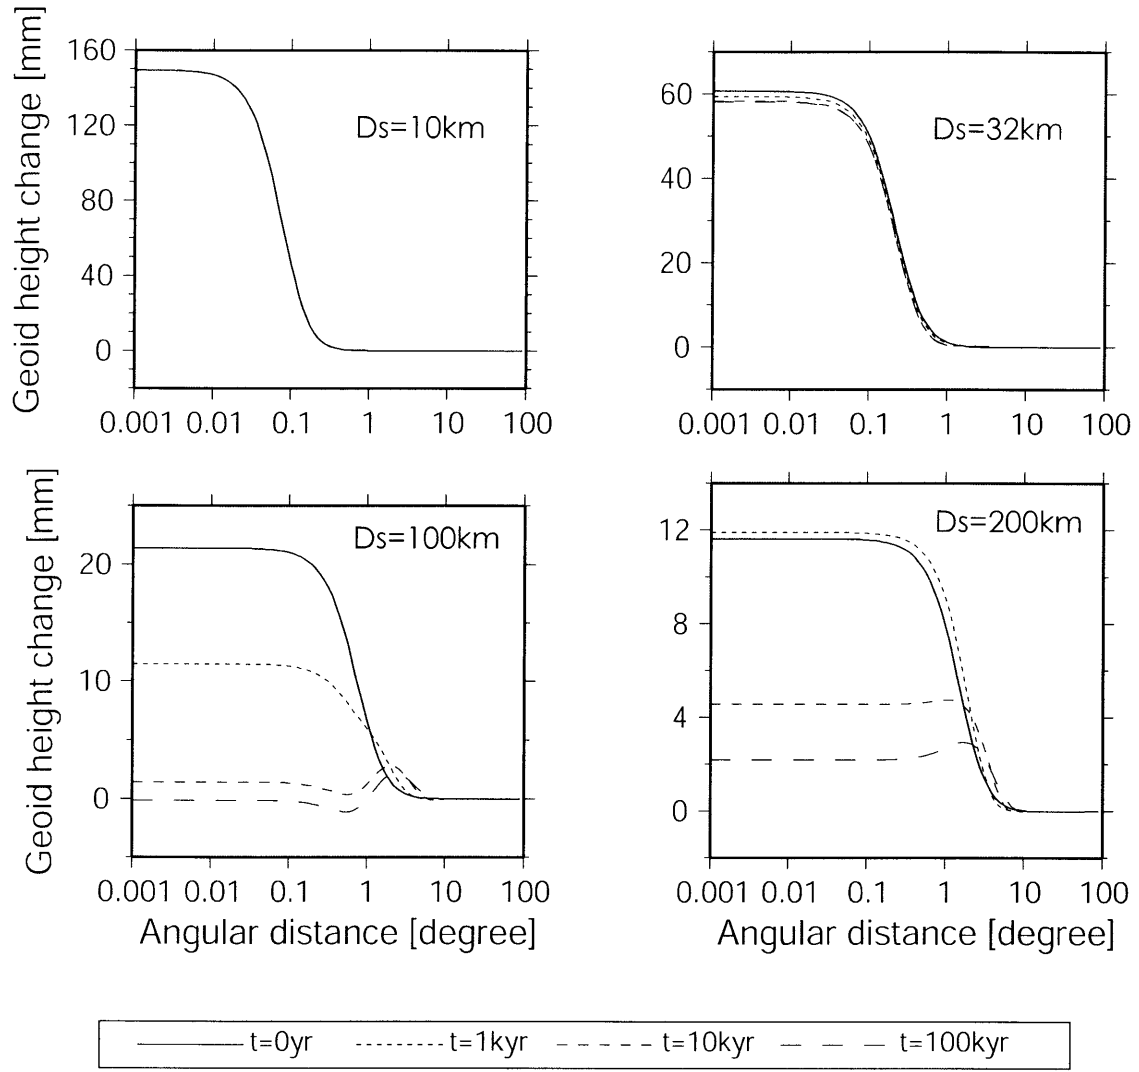 Geoid height change [mm]
160
120
80
40
0
Ds=10km
0.001 0.01 0.1 1 10 100
60
40
20
0
Ds=32km
0.001 0.01 0.1 1 10 100
Geoid height change [mm]
20
10
0
Ds=100km
0.001 0.01 0.1 1 10 100
Angular distance [degree]
12
8
4
0
Ds=200km
0.001 0.01 0.1 1 10 100
Angular distance [degree]
t=0yr t=1kyr t=10kyr t=100kyr